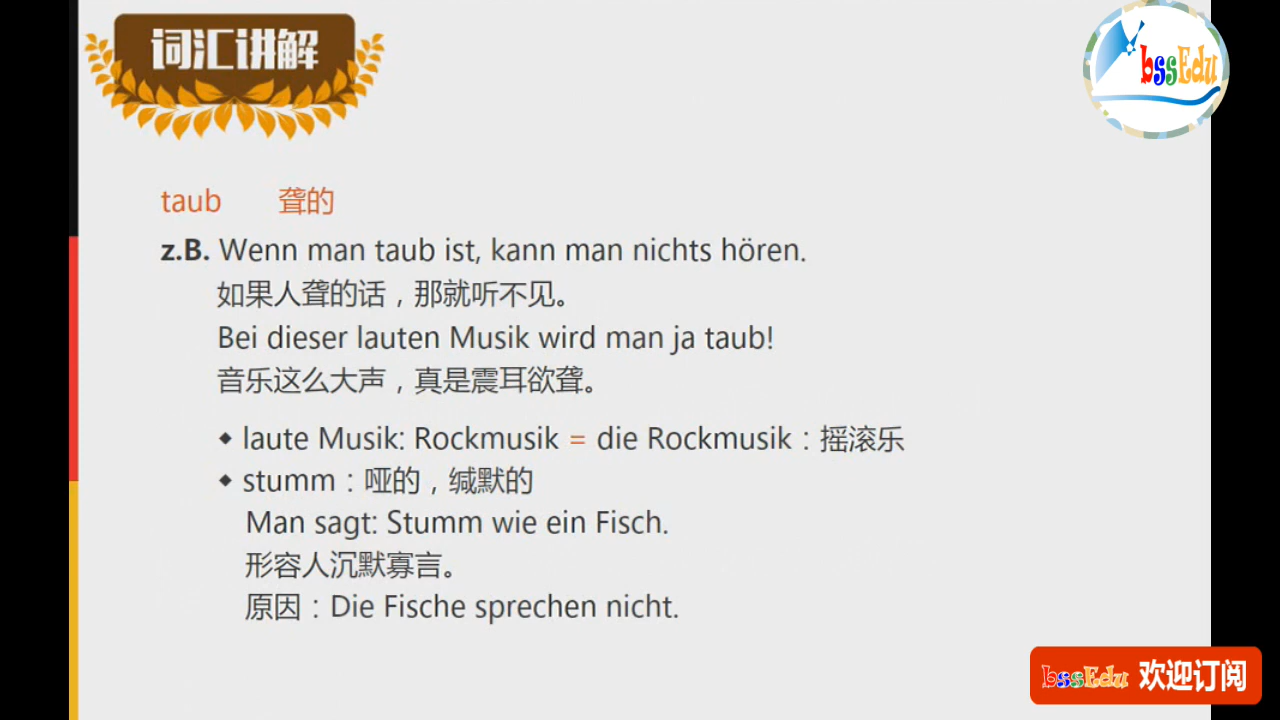 词汇讲解
bssEdu
taub 聋的
z.B. Wenn man taub ist, kann man nichts hören.
如果人聋的话，那就听不见。
Bei dieser lauten Musik wird man ja taub!
音乐这么大声，真是震耳欲聋。
◆ laute Musik: Rockmusik = die Rockmusik：摇滚乐
◆ stumm：哑的，缄默的
Man sagt: Stumm wie ein Fisch.
形容人沉默寡言。
原因：Die Fische sprechen nicht.
bssEdu 欢迎订阅